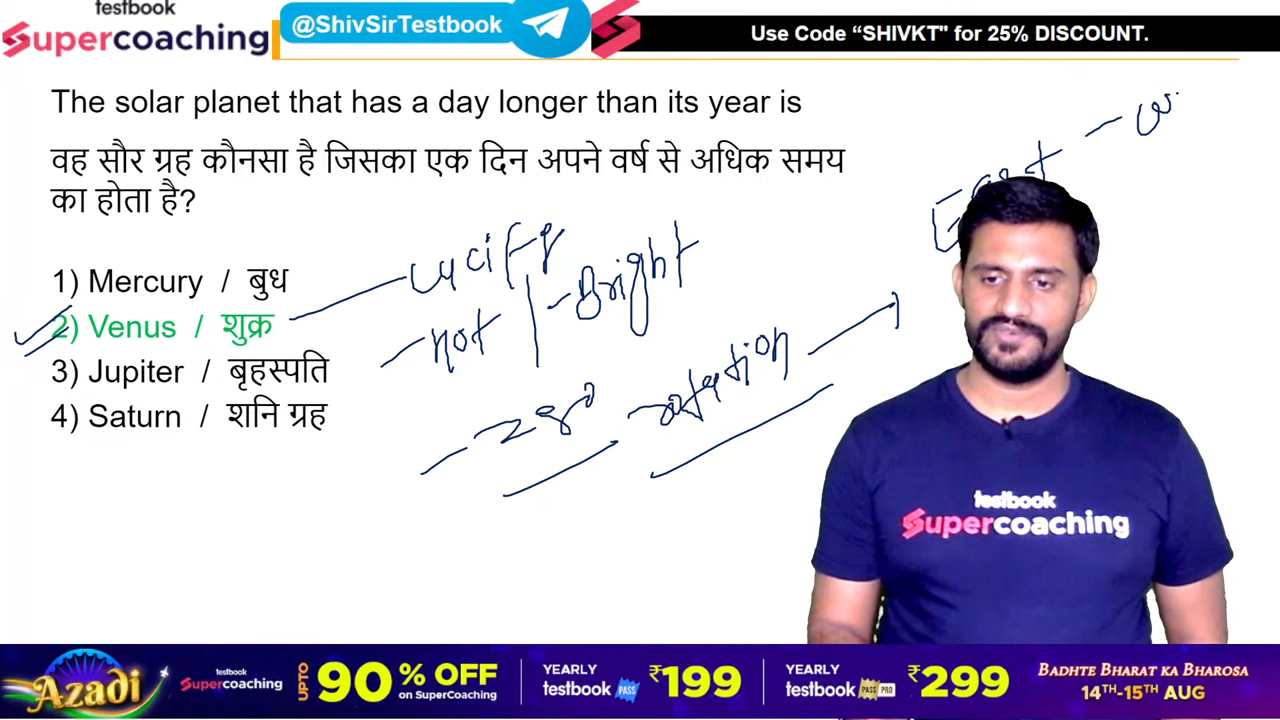 testbook
Supercoaching
@ShivSirTestbook
Use Code “SHIVKT" for 25% DISCOUNT.
The solar planet that has a day longer than its year is
वह सौर ग्रह कौनसा है जिसका एक दिन अपने वर्ष से अधिक समय
का होता है?
1) Mercury / बुध
2) Venus / शुक्र
3) Jupiter / बृहस्पति
4) Saturn / शनि ग्रह
hot | - Bright
rotation
testbook
Supercoaching
Azadi
testbook
Supercoaching
UPTO 90% OFF
on SuperCoaching
YEARLY
testbook PASS
₹199
YEARLY
testbook PASS PRO
₹299
BADHTE BHARAT KA BHAROSA
14TH-15TH AUG